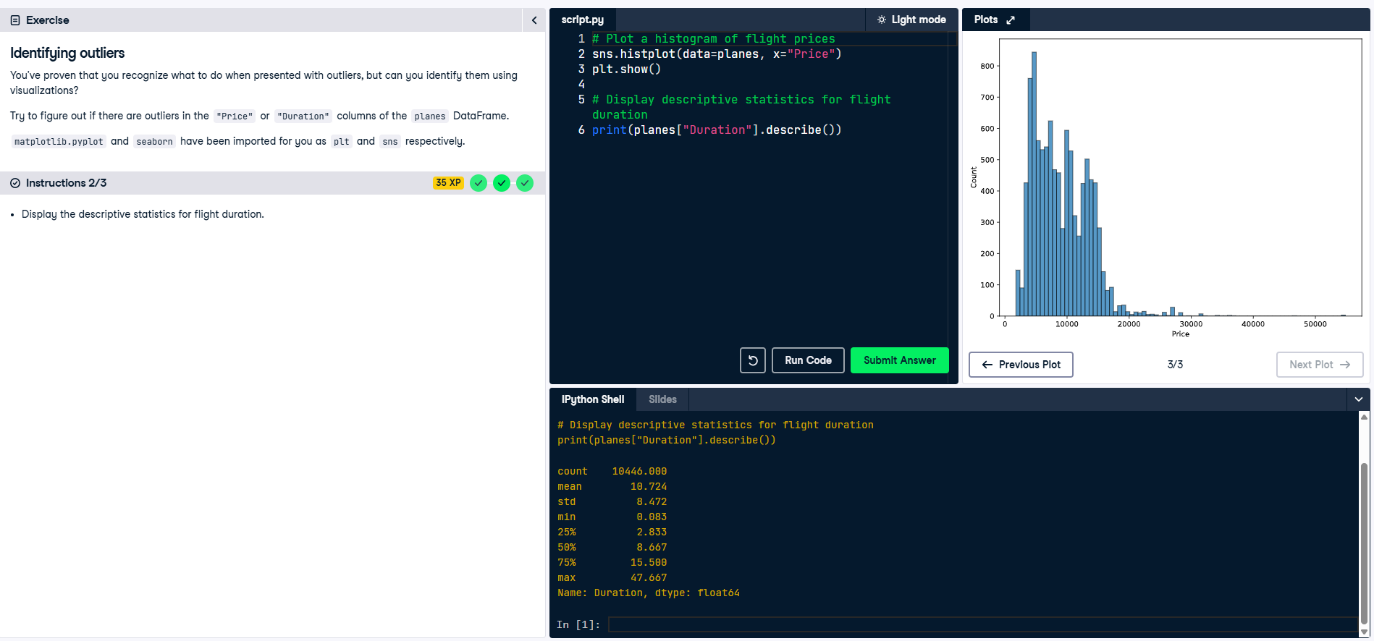 Exercise
Identifying outliers
You've proven that you recognize what to do when presented with outliers, but can you identify them using
visualizations?
Try to figure out if there are outliers in the "Price" or "Duration" columns of the planes DataFrame.
matplotlib.pyplot and seaborn have been imported for you as plt and sns respectively.
Instructions 2/3
35 XP
• Display the descriptive statistics for flight duration.
script.py
Light mode
1 # Plot a histogram of flight prices
2 sns.histplot(data=planes, x="Price")
3 plt.show()
4
5 # Display descriptive statistics for flight
duration
6 print(planes["Duration"].describe())
Run Code
Submit Answer
Plots
800
700
600
500
400
300
200
100
0
Count
0 10000 20000 30000 40000 50000
Price
Previous Plot
3/3
Next Plot
IPython Shell
Slides
# Display descriptive statistics for flight duration
print(planes["Duration"].describe())
count 10446.000
mean 10.724
std 8.472
min 0.083
25% 2.833
50% 8.667
75% 15.500
max 47.667
Name: Duration, dtype: float64
In [1]: